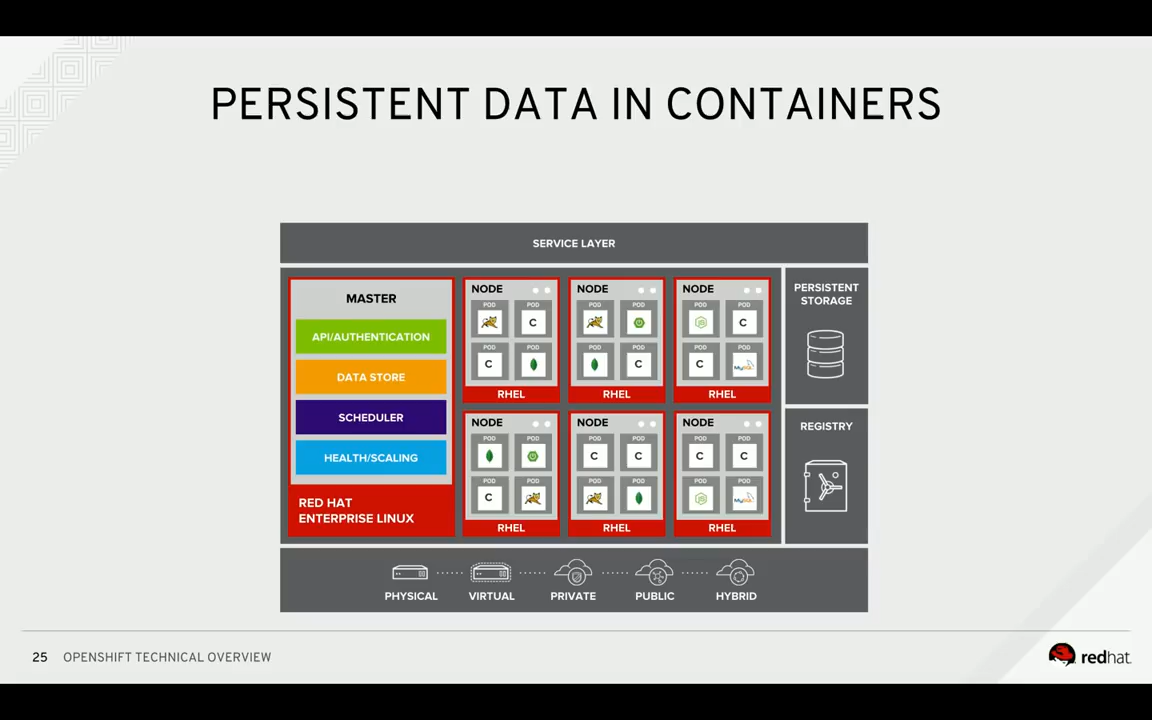 PERSISTENT DATA IN CONTAINERS
SERVICE LAYER
MASTER
API/AUTHENTICATION
DATA STORE
SCHEDULER
HEALTH/SCALING
RED HAT
ENTERPRISE LINUX
NODE
POD POD
C
POD POD
C
RHEL
NODE
POD POD
POD POD
C
RHEL
NODE
POD POD
C
POD POD
C MySQL
RHEL
NODE
POD POD
POD POD
C
RHEL
NODE
POD POD
C C
POD POD
RHEL
NODE
POD POD
C C
POD POD
MySQL
RHEL
PERSISTENT
STORAGE
REGISTRY
PHYSICAL VIRTUAL PRIVATE PUBLIC HYBRID
25 OPENSHIFT TECHNICAL OVERVIEW
redhat.